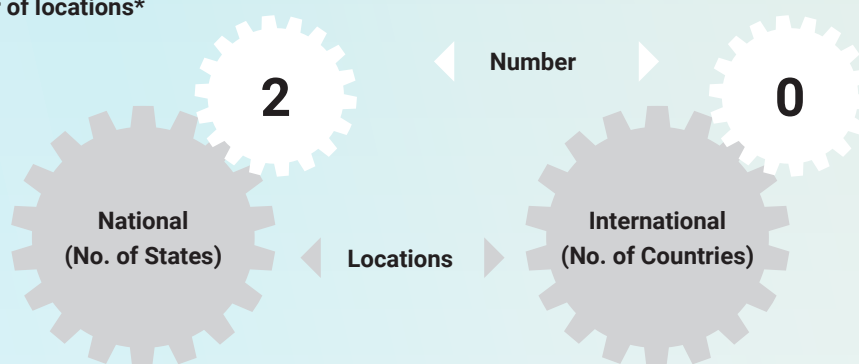 of locations*
2
Number
0
National
(No. of States)
Locations
International
(No. of Countries)